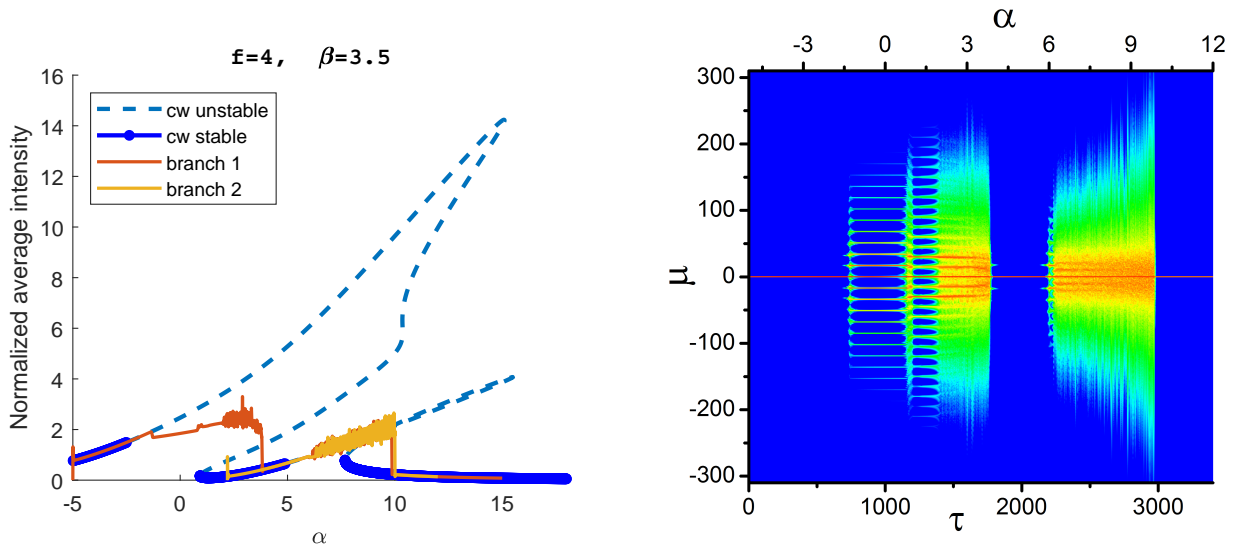 f=4, β=3.5
Normalized average intensity
16
14
12
10
8
6
4
2
0
cw unstable
cw stable
branch 1
branch 2
-5 0 5 10 15
α
α
-3 0 3 6 9 12
μ
300
200
100
0
-100
-200
-300
0 1000 2000 3000
τ